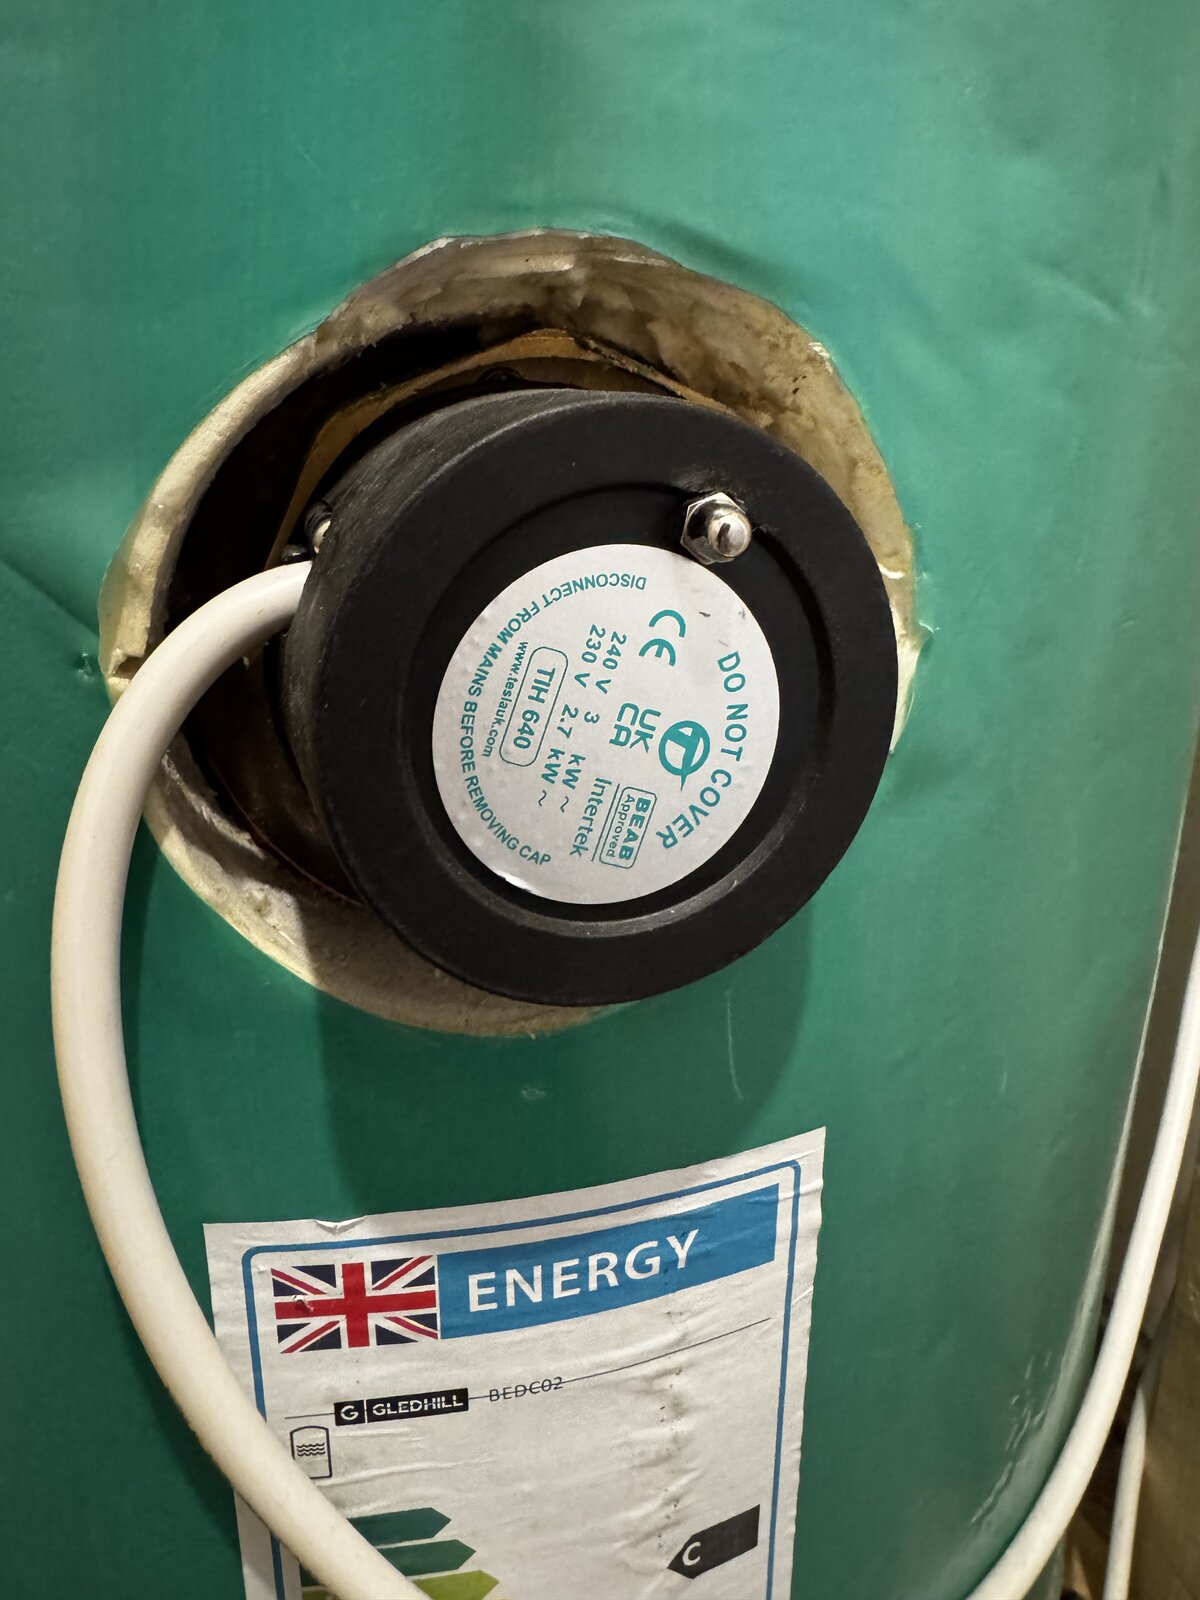 DO NOT COVER
CE
UK
CA
BEAB
Approved
Intertek
240 V 3 kW ~
230 V 2.7 kW ~
TIH 640
www.teslauk.com
DISCONNECT FROM MAINS BEFORE REMOVING CAP
ENERGY
G GLEDHILL BEDC02
C